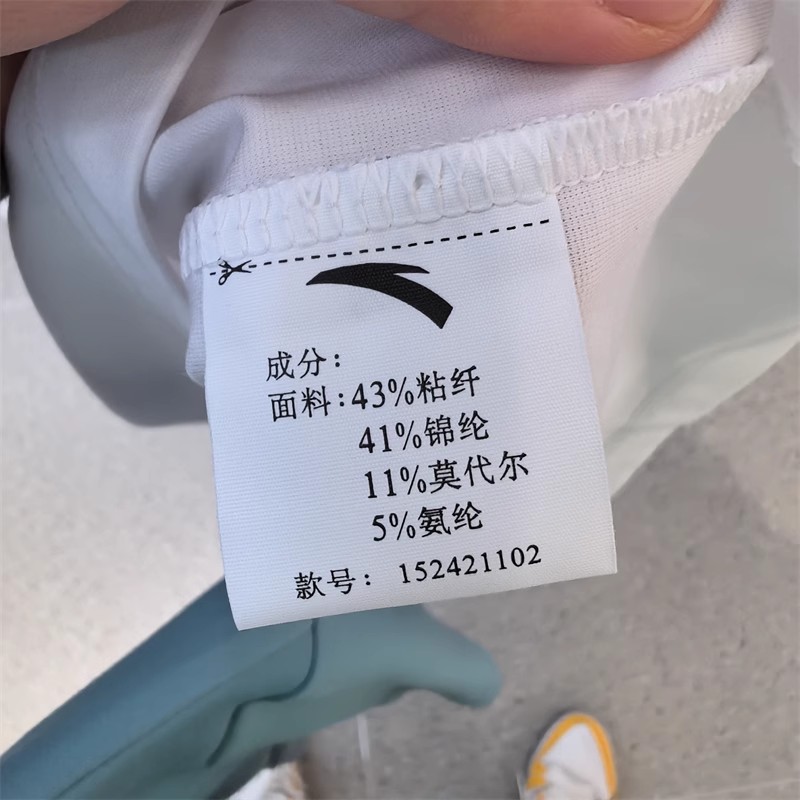 成分:
面料:43%粘纤
41%锦纶
11%莫代尔
5%氨纶
款号: 152421102